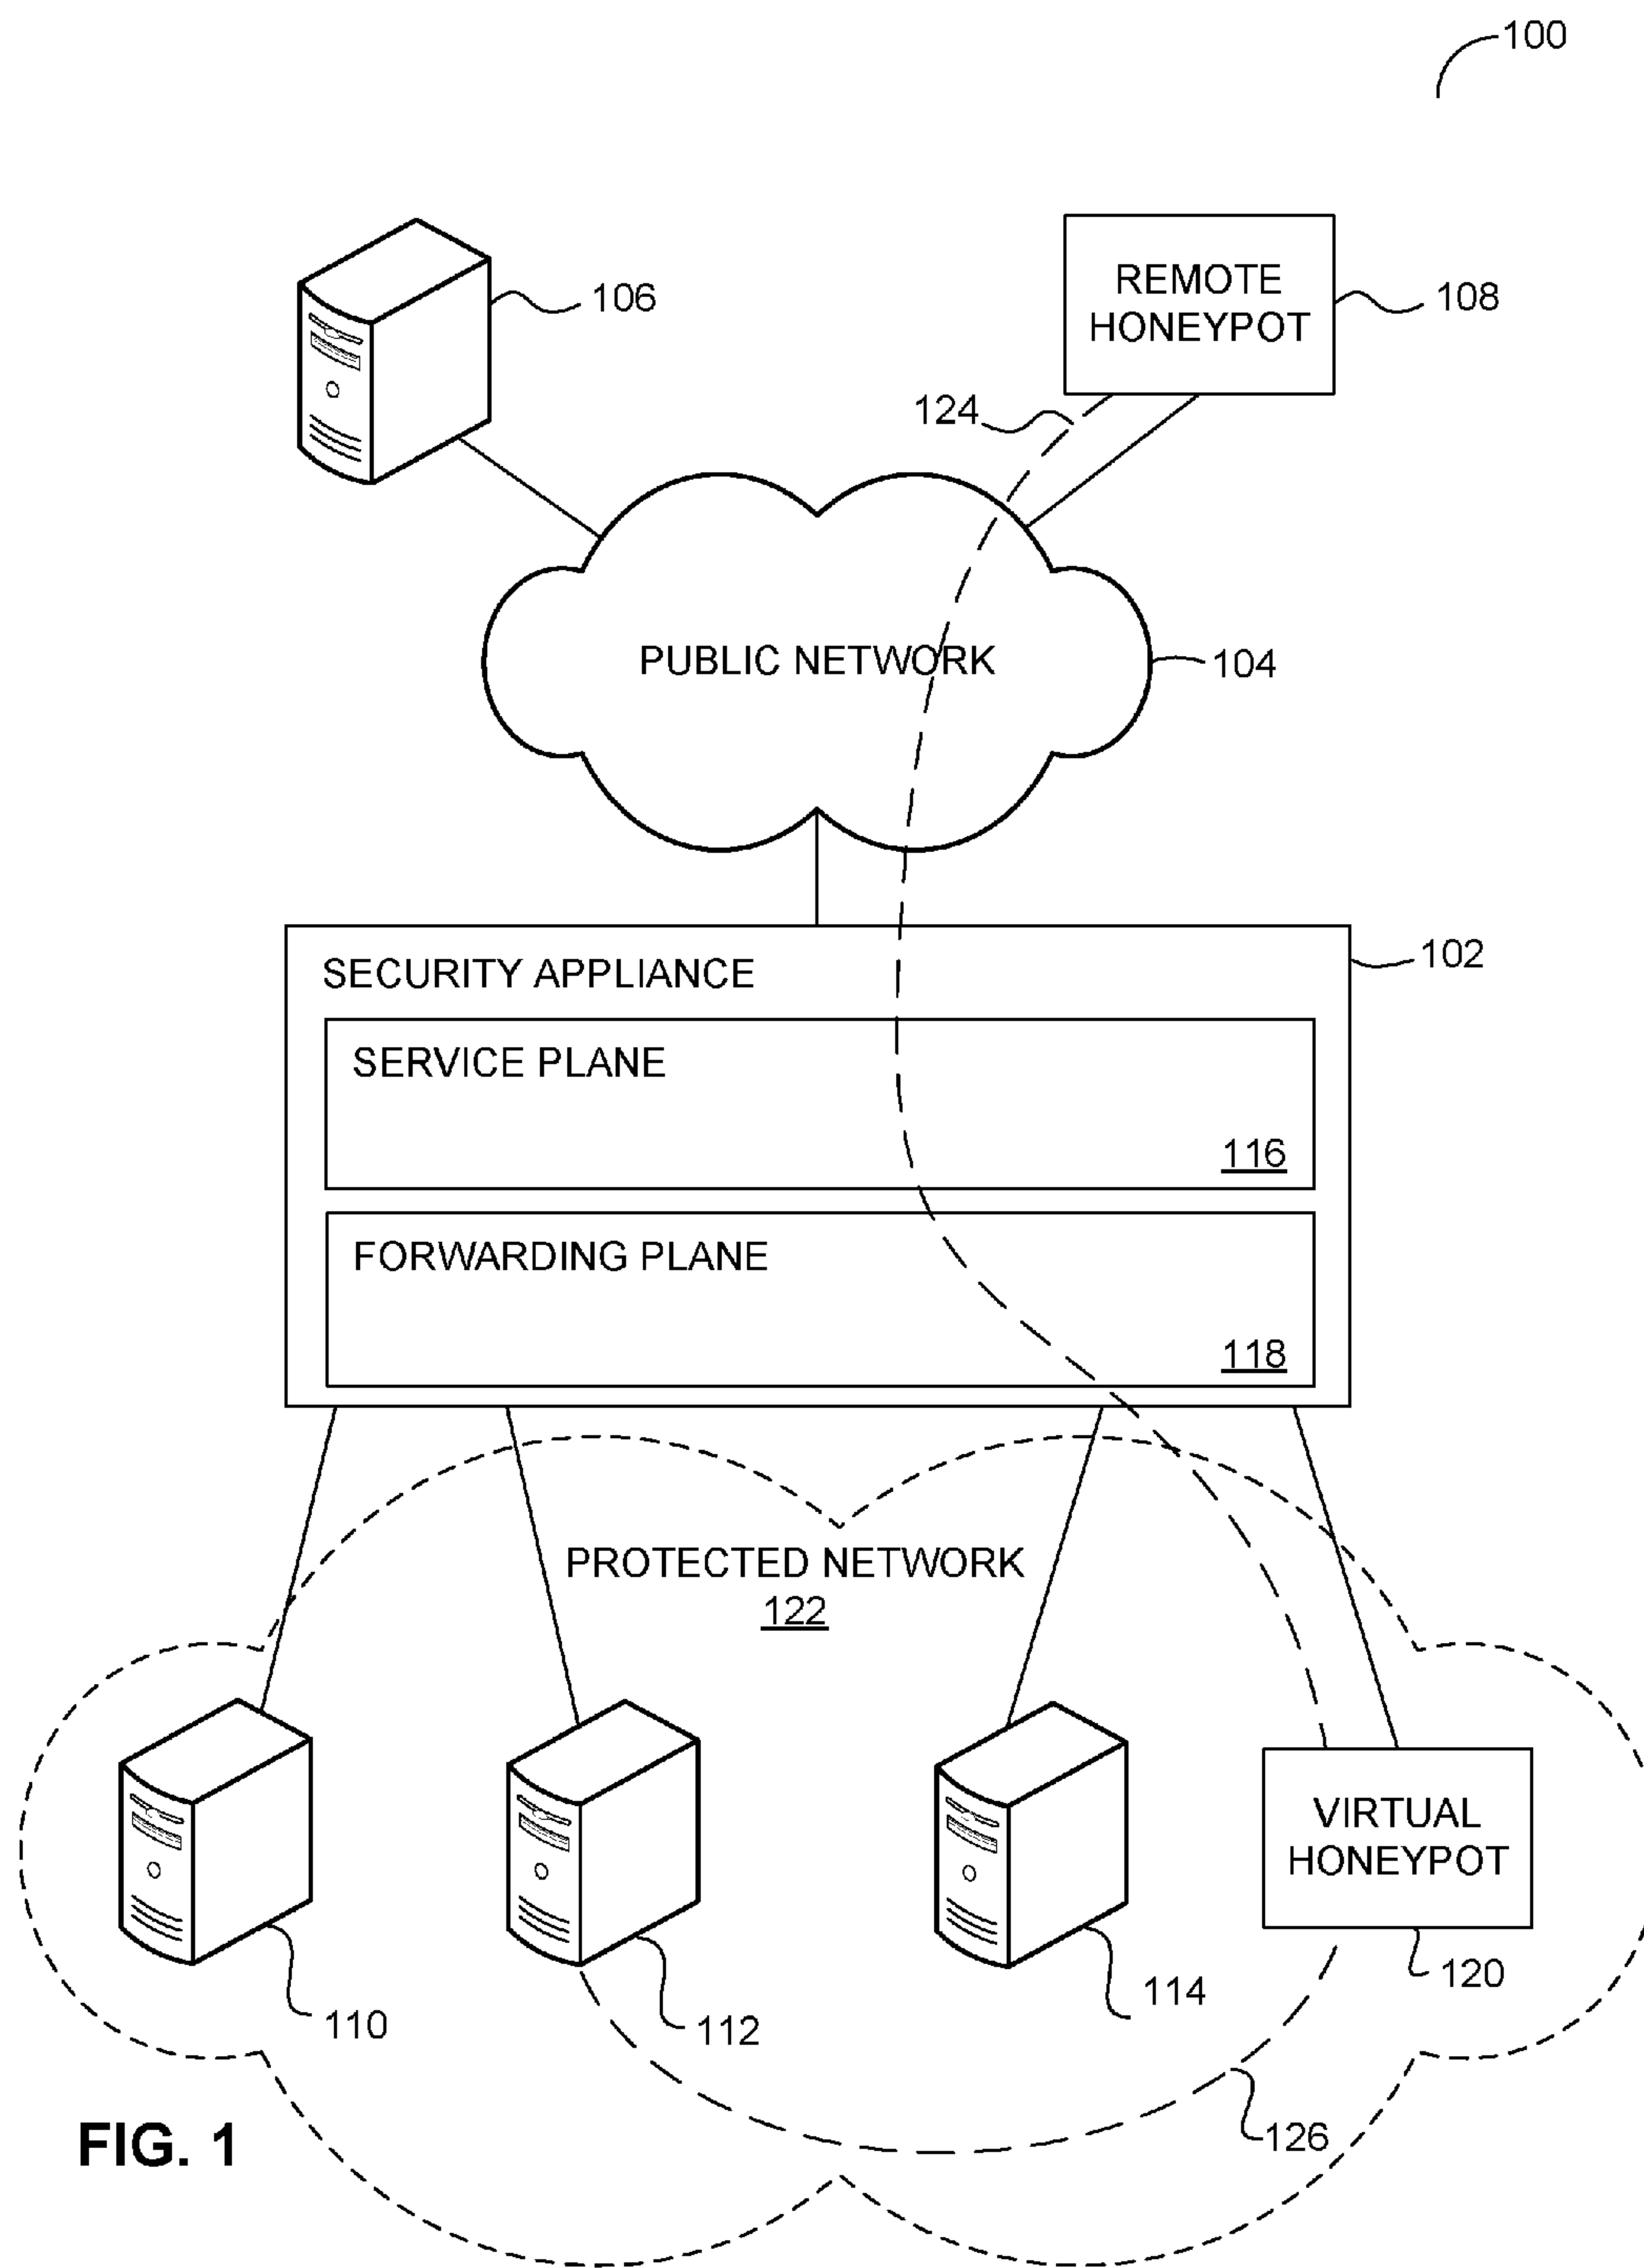 100
106
REMOTE
HONEYPOT
108
124
PUBLIC NETWORK
104
SECURITY APPLIANCE
102
SERVICE PLANE
116
FORWARDING PLANE
118
PROTECTED NETWORK
122
VIRTUAL
HONEYPOT
110
112
114
120
126
FIG. 1